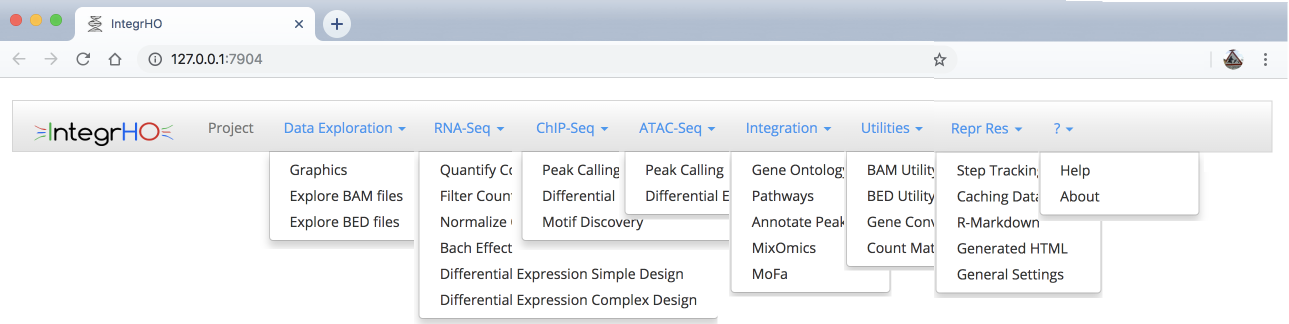 IntegrHO
127.0.0.1:7904
IntegrHO Project Data Exploration RNA-Seq ChIP-Seq ATAC-Seq Integration Utilities Repr Res ?
Graphics
Explore BAM files
Explore BED files
Quantify Co
Filter Coun
Normalize
Bach Effect
Differential Expression Simple Design
Differential Expression Complex Design
Peak Calling
Differential
Motif Discovery
Peak Calling
Differential E
Gene Ontology
Pathways
Annotate Peak
MixOmics
MoFa
BAM Utility
BED Utility
Gene Conv
Count Mat
Step Tracking
Caching Data
R-Markdown
Generated HTML
General Settings
Help
About